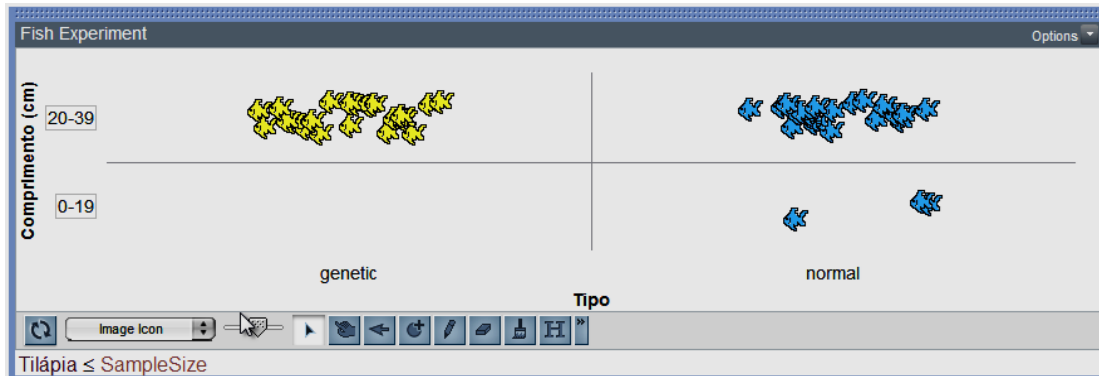 Fish Experiment
Options
Comprimento (cm)
20-39
0-19
genetic
normal
Tipo
Image Icon
H
»
Tilápia ≤ SampleSize